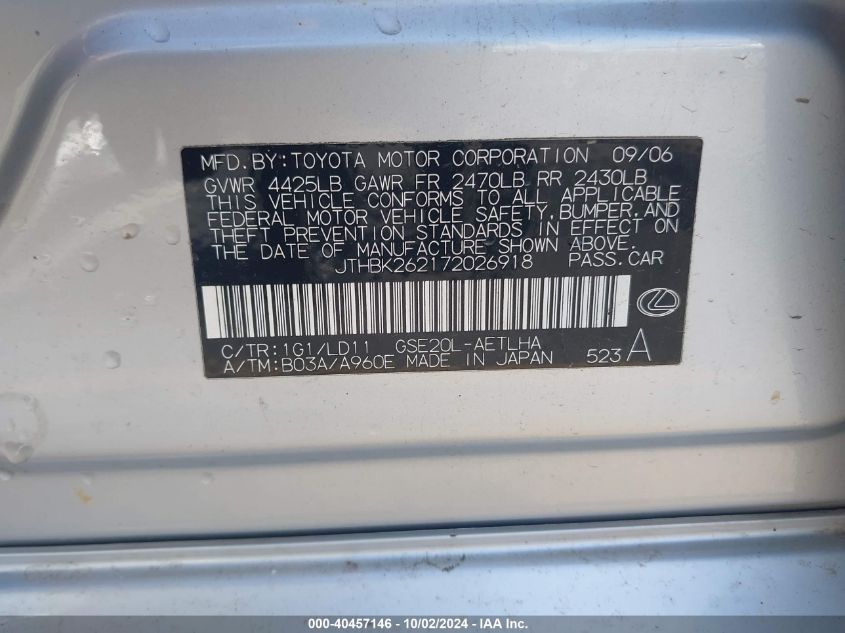 MFD. BY: TOYOTA MOTOR CORPORATION 09/06
GVWR 4425LB GAWR FR 2470LB RR 2430LB
THIS VEHICLE CONFORMS TO ALL APPLICABLE
FEDERAL MOTOR VEHICLE SAFETY, BUMPER, AND
THEFT PREVENTION STANDARDS IN EFFECT ON
THE DATE OF MANUFACTURE SHOWN ABOVE.
JTHBK262172026918 PASS. CAR
C/TR: 1G1/LD11 GSE20L-AETLHA
A/TM: B03A/A960E MADE IN JAPAN 523 A
000-40457146 - 10/02/2024 - IAA Inc.